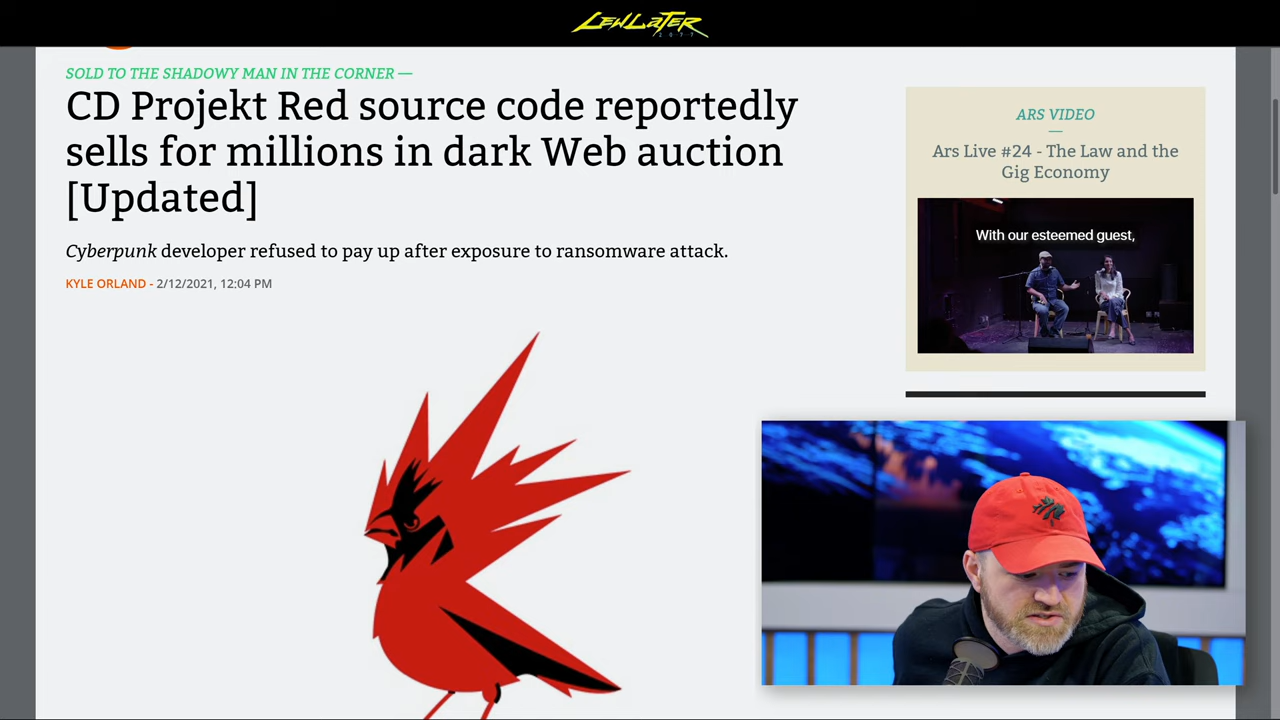 LEWLATER
2077
SOLD TO THE SHADOWY MAN IN THE CORNER —
CD Projekt Red source code reportedly
sells for millions in dark Web auction
[Updated]
Cyberpunk developer refused to pay up after exposure to ransomware attack.
KYLE ORLAND - 2/12/2021, 12:04 PM
ARS VIDEO
Ars Live #24 - The Law and the
Gig Economy
With our esteemed guest,